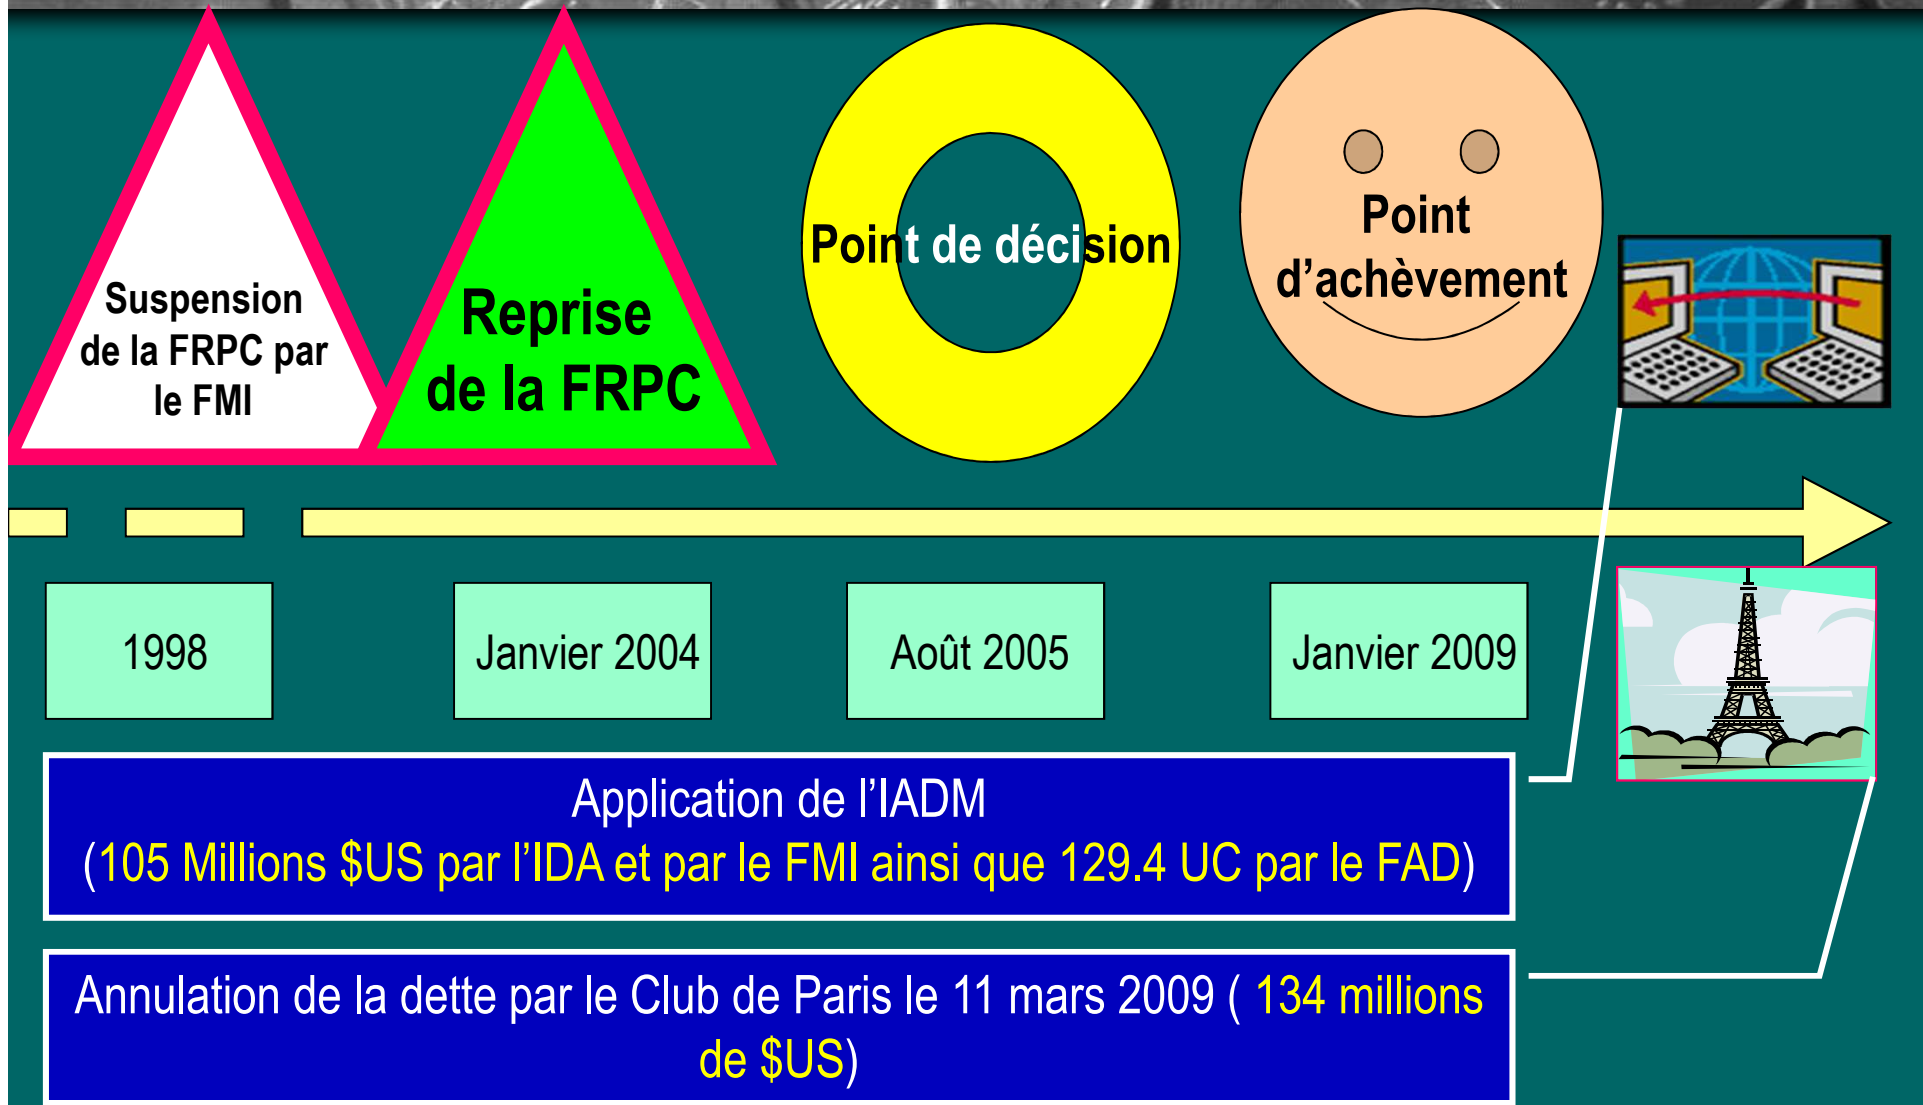 Suspension
de la FRPC par
le FMI
Reprise
de la FRPC
Point de décision
Point
d’achèvement
1998
Janvier 2004
Août 2005
Janvier 2009
Application de l’IADM
(105 Millions $US par l’IDA et par le FMI ainsi que 129.4 UC par le FAD)
Annulation de la dette par le Club de Paris le 11 mars 2009 ( 134 millions
de $US)